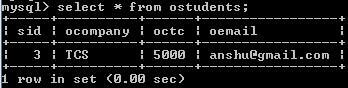 mysql> select * from ostudents;
+-----+----------+------+-----------------+
| sid | ocompany | octc | oemail          |
+-----+----------+------+-----------------+
|   3 | TCS      | 5000 | anshu@gmail.com |
+-----+----------+------+-----------------+
1 row in set (0.00 sec)